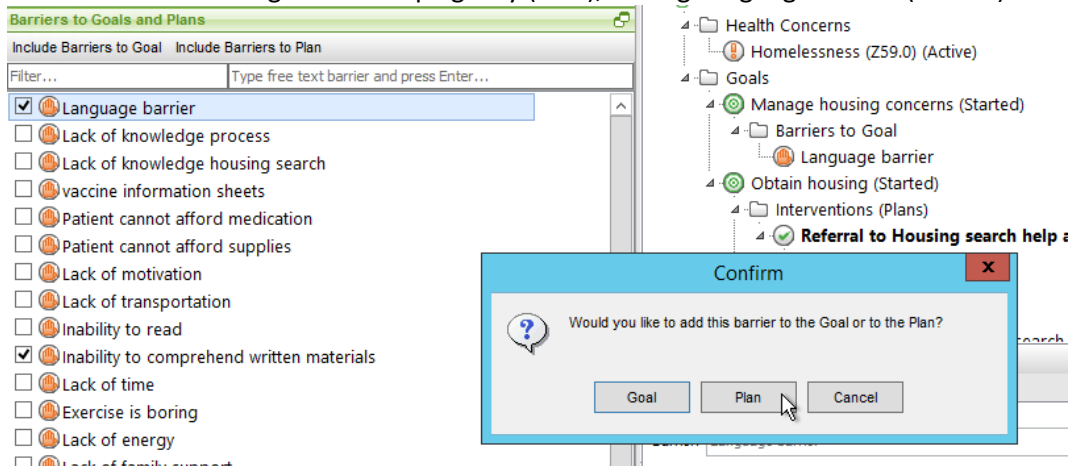 Barriers to Goals and Plans
Include Barriers to Goal Include Barriers to Plan
Filter... Type free text barrier and press Enter...
Language barrier
Lack of knowledge process
Lack of knowledge housing search
vaccine information sheets
Patient cannot afford medication
Patient cannot afford supplies
Lack of motivation
Lack of transportation
Inability to read
Inability to comprehend written materials
Lack of time
Exercise is boring
Lack of energy
Health Concerns
Homelessness (Z59.0) (Active)
Goals
Manage housing concerns (Started)
Barriers to Goal
Language barrier
Obtain housing (Started)
Interventions (Plans)
Referral to Housing search help
Confirm
x
Would you like to add this barrier to the Goal or to the Plan?
Goal Plan Cancel